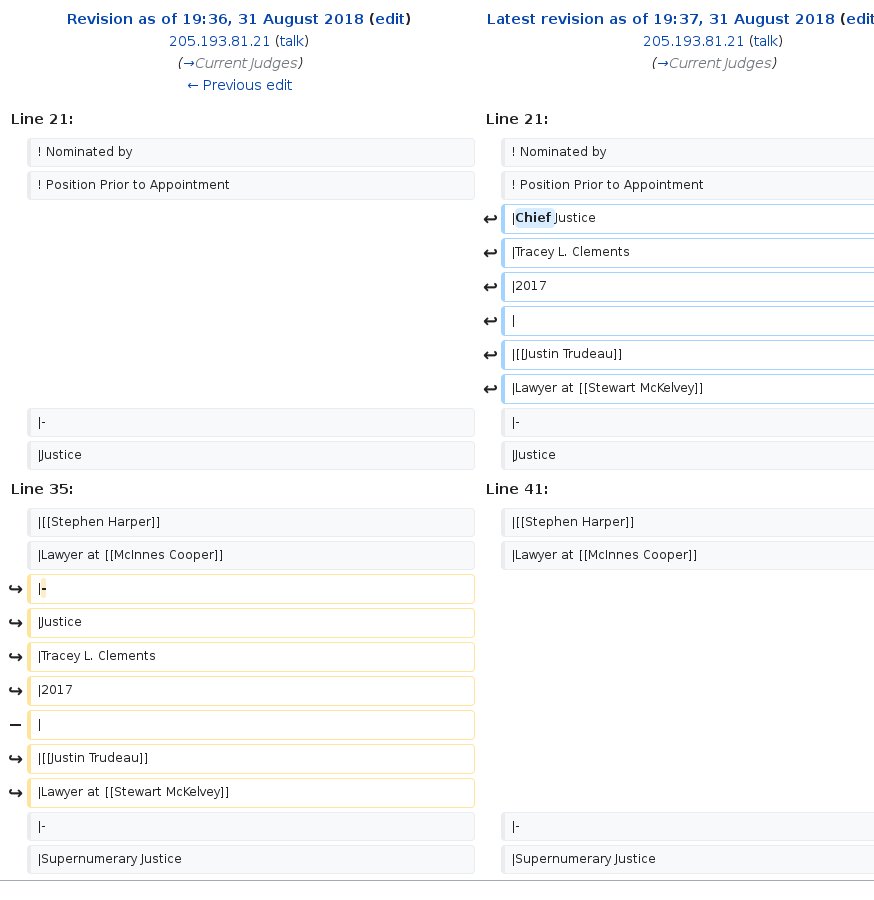 Revision as of 19:36, 31 August 2018 (edit)
205.193.81.21 (talk)
(→Current Judges)
← Previous edit
Latest revision as of 19:37, 31 August 2018 (edit
205.193.81.21 (talk)
(→Current Judges)
Line 21:
Line 21:
! Nominated by
! Nominated by
! Position Prior to Appointment
! Position Prior to Appointment
|Chief Justice
|Tracey L. Clements
|2017
|
|[[Justin Trudeau]]
|Lawyer at [[Stewart McKelvey]]
|-
|-
|Justice
|Justice
Line 35:
Line 41:
|[[Stephen Harper]]
|[[Stephen Harper]]
|Lawyer at [[McInnes Cooper]]
|Lawyer at [[McInnes Cooper]]
|-
|Justice
|Tracey L. Clements
|2017
|
|[[Justin Trudeau]]
|Lawyer at [[Stewart McKelvey]]
|-
|-
|Supernumerary Justice
|Supernumerary Justice